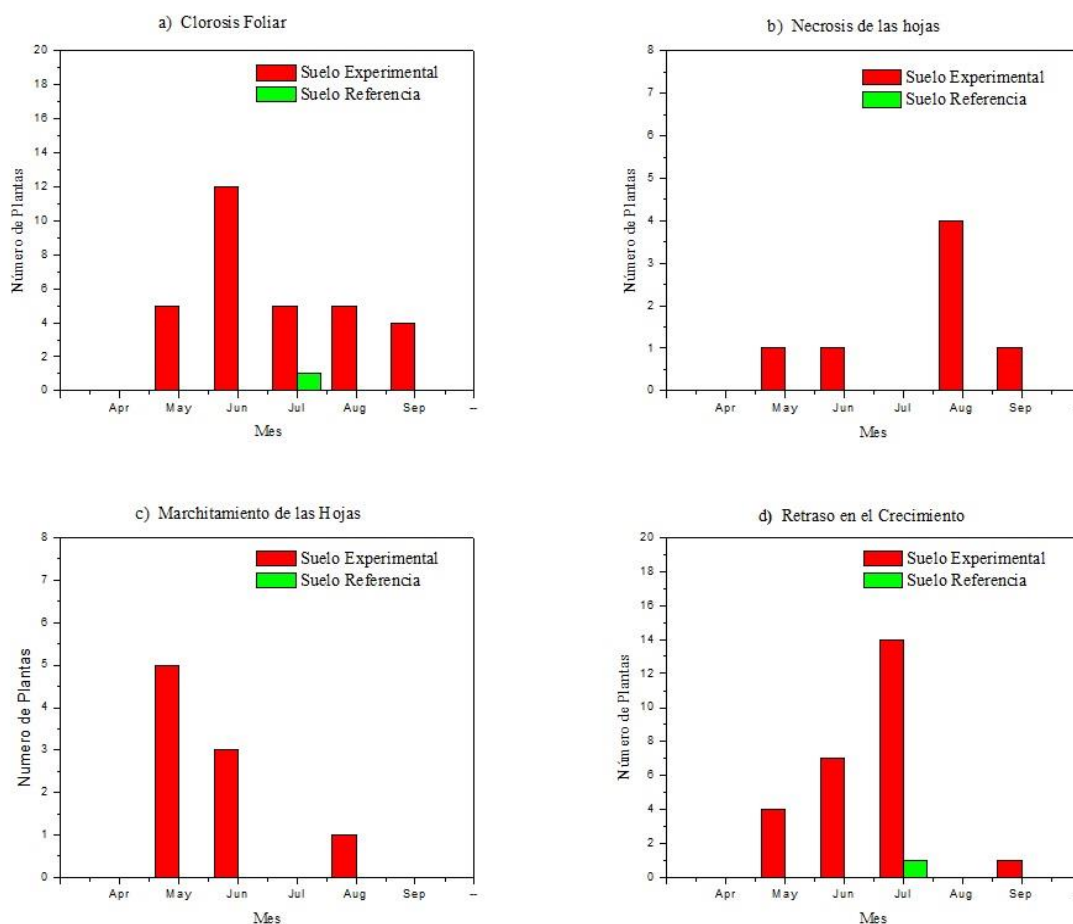 a) Clorosis Foliar
20
18
16
14
12
10
8
6
4
2
0
Número de Plantas
Suelo Experimental
Suelo Referencia
Apr May Jun Jul Aug Sep --
Mes
b) Necrosis de las hojas
8
7
6
5
4
3
2
1
0
Número de Plantas
Suelo Experimental
Suelo Referencia
Apr May Jun Jul Aug Sep
Mes
c) Marchitamiento de las Hojas
8
7
6
5
4
3
2
1
0
Numero de Plantas
Suelo Experimental
Suelo Referencia
Apr May Jun Jul Aug Sep --
Mes
d) Retraso en el Crecimiento
20
18
16
14
12
10
8
6
4
2
0
Número de Plantas
Suelo Experimental
Suelo Referencia
Apr May Jun Jul Aug Sep
Mes